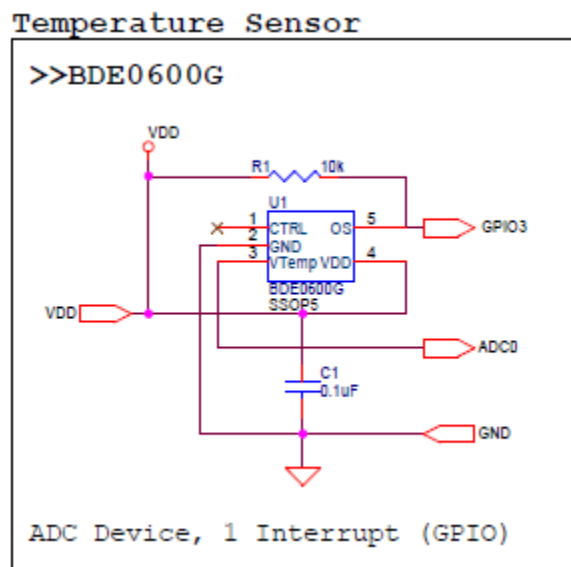 Temperature Sensor
>>BDE0600G
VDD
R1 10k
U1
1 CTRL OS 5 GPIO3
2 GND
3 VTemp VDD 4
BDE0600G
SSOP5
VDD
ADC0
C1
0.1uF
GND
ADC Device, 1 Interrupt (GPIO)